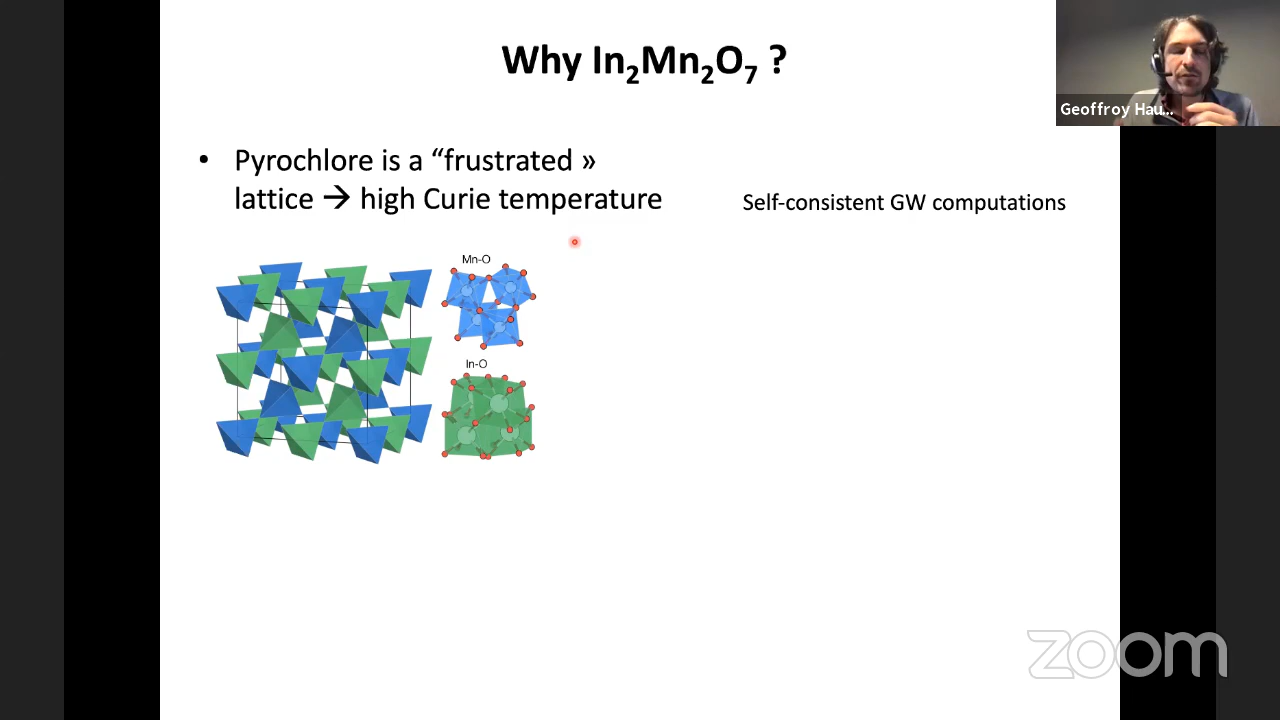 Why In₂Mn₂O₇ ?
Geoffroy Hau...
• Pyrochlore is a “frustrated »
lattice → high Curie temperature
Self-consistent GW computations
Mn-O
In-O
zoom